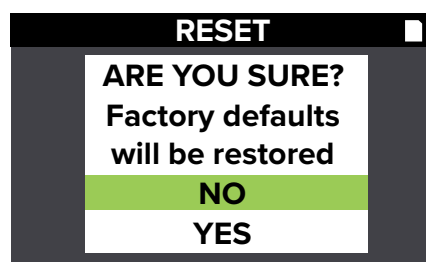 RESET
ARE YOU SURE?
Factory defaults
will be restored
NO
YES